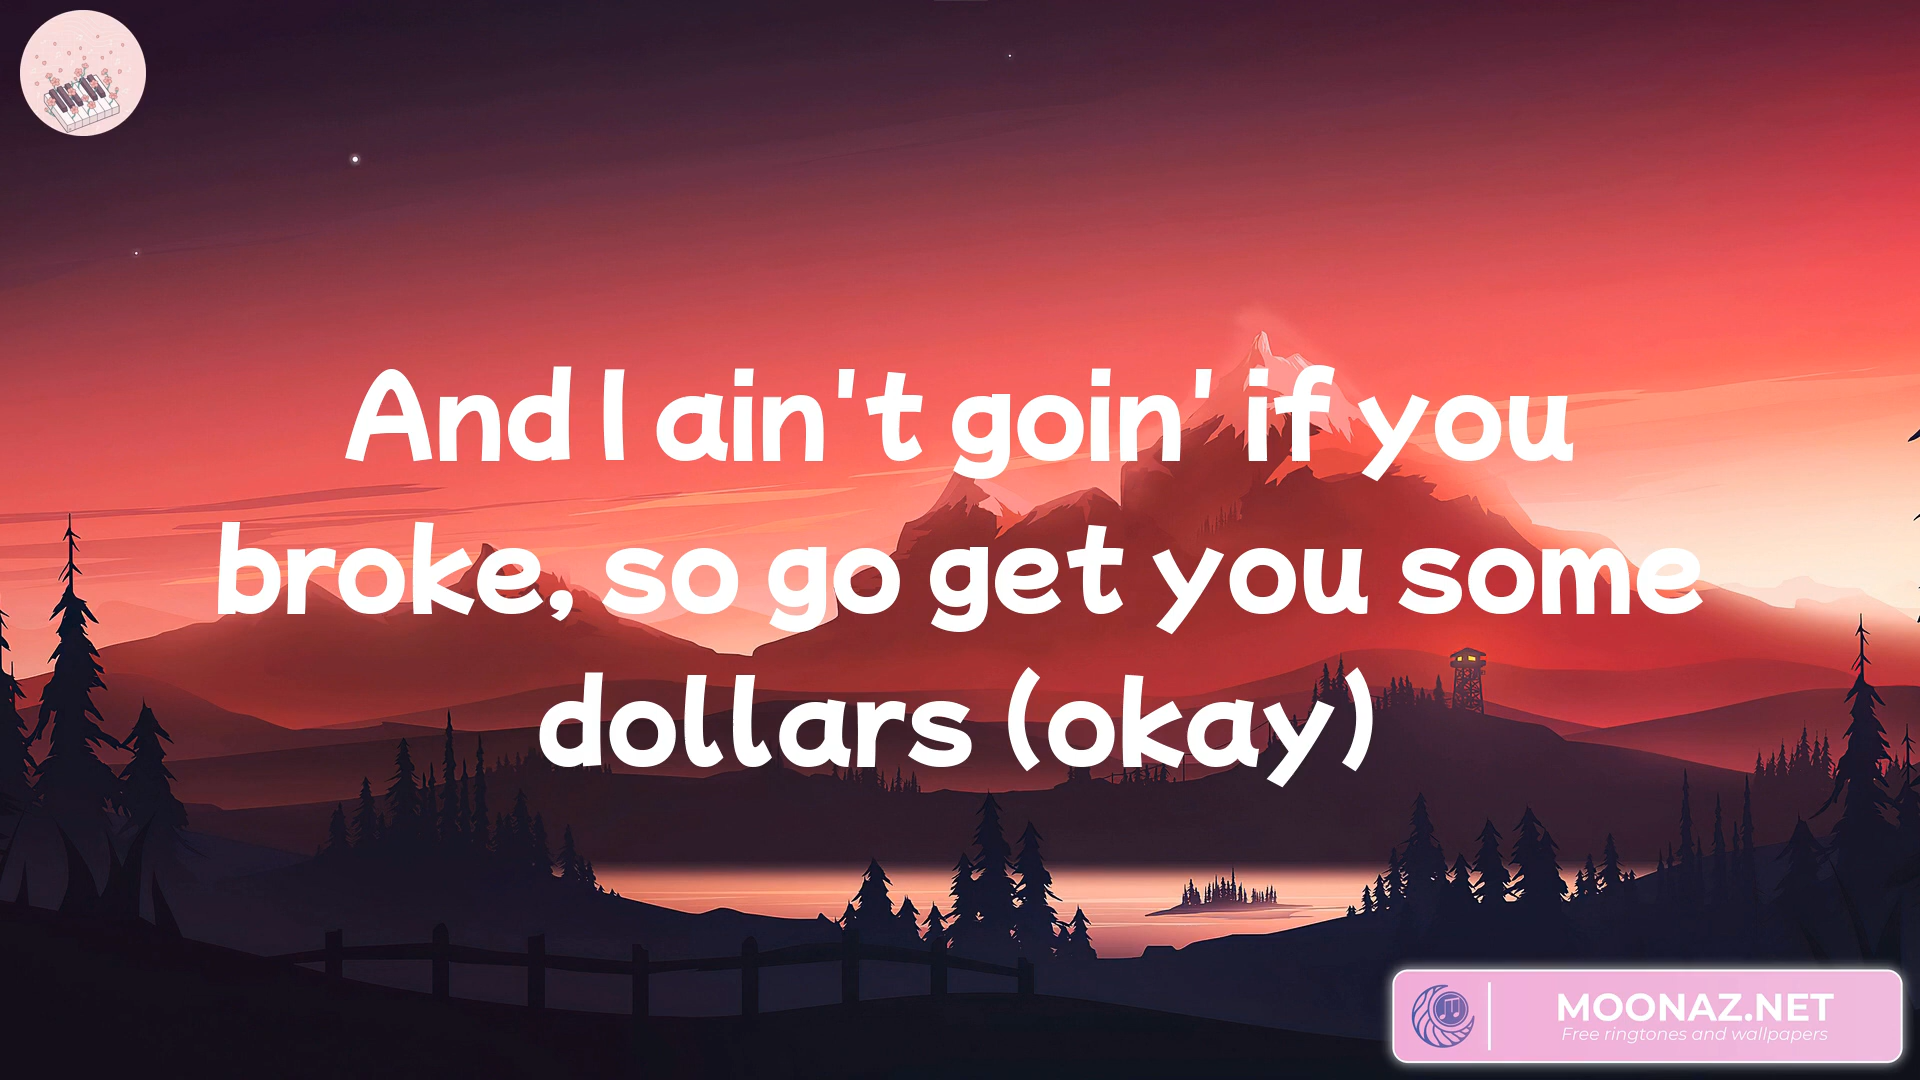 And I ain't goin' if you
broke, so go get you some
dollars (okay)
MOONAZ.NET
Free ringtones and wallpapers